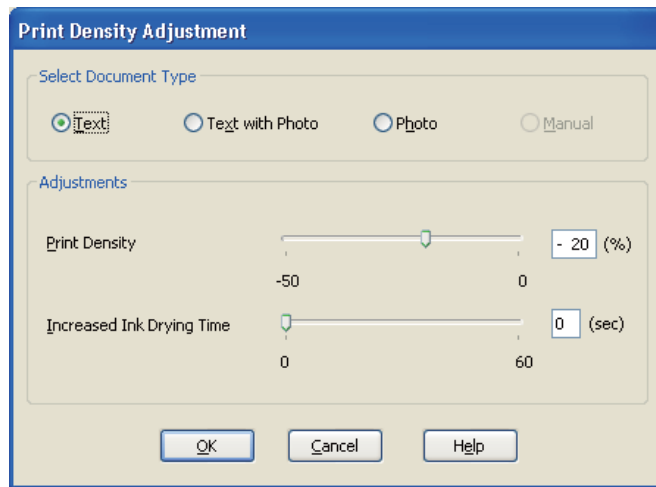 Print Density Adjustment
Select Document Type
Text Text with Photo Photo Manual
Adjustments
Print Density - 20 (%)
-50 0
Increased Ink Drying Time 0 (sec)
0 60
OK Cancel Help